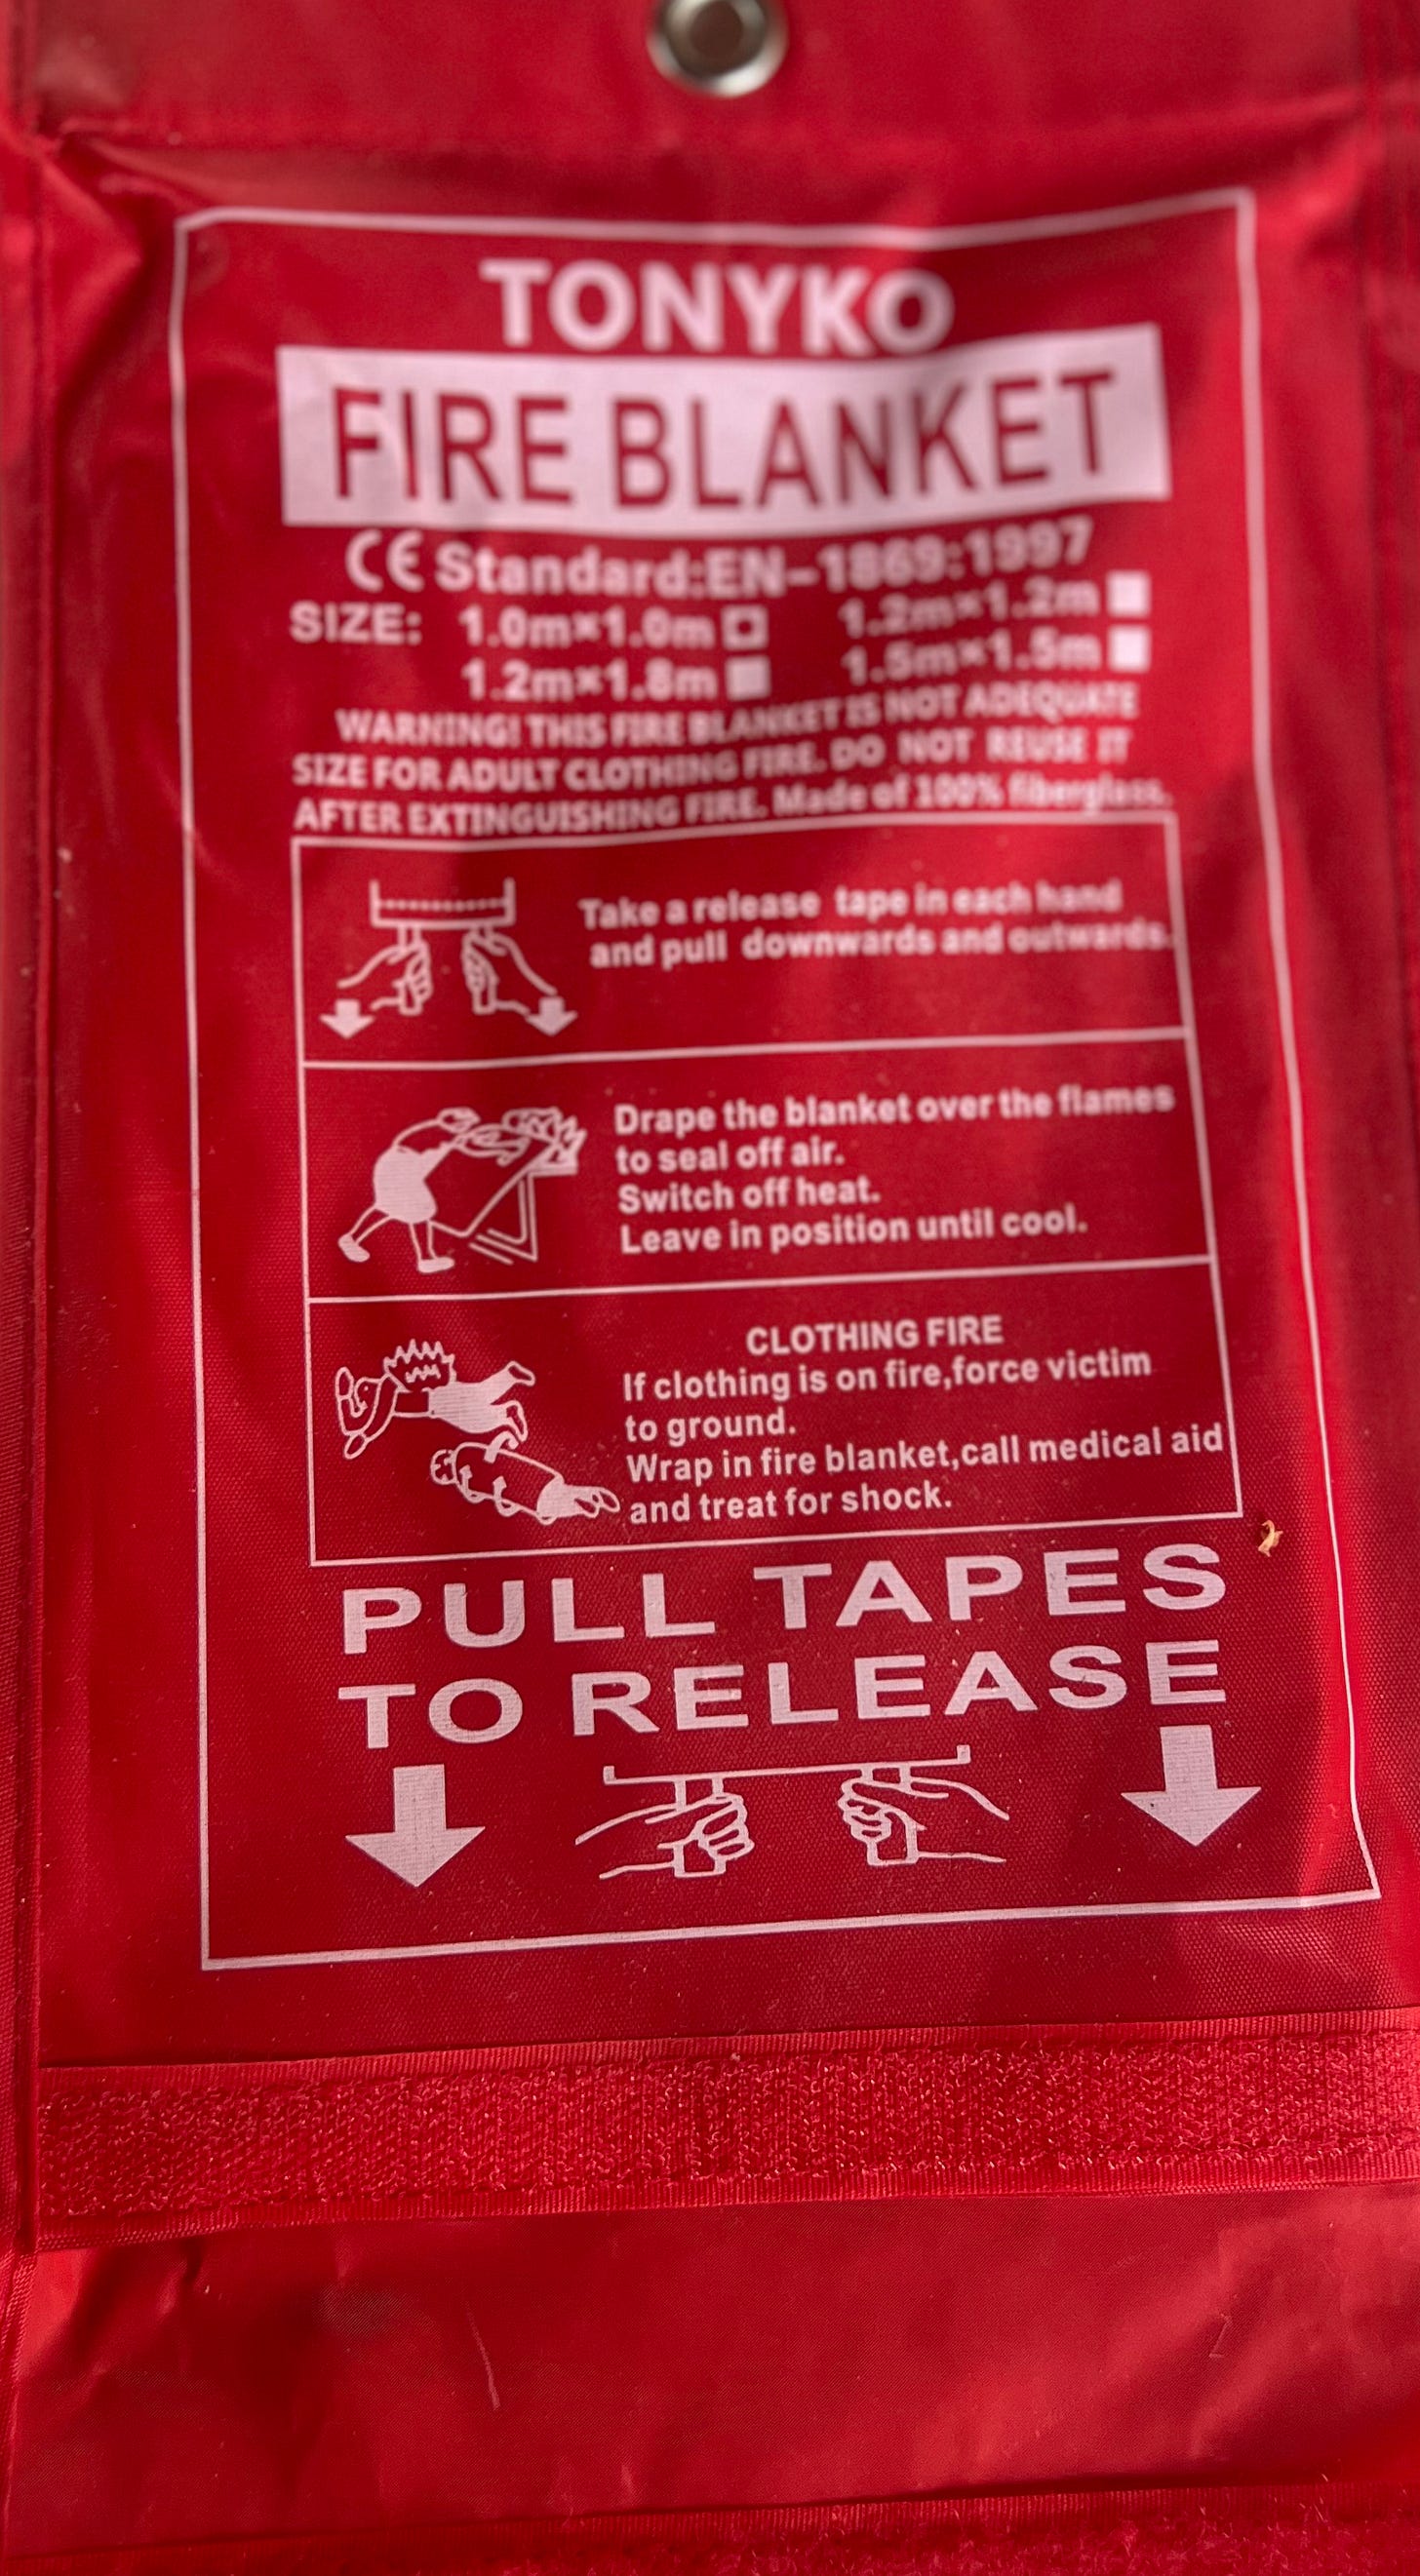 TONYKO
FIRE BLANKET
CE Standard:EN-1869:1997
SIZE: 1.0m×1.0m 1.2m×1.2m
1.2m×1.8m 1.5m×1.5m
WARNING! THIS FIRE BLANKET IS NOT ADEQUATE
SIZE FOR ADULT CLOTHING FIRE. DO NOT REUSE IT
AFTER EXTINGUISHING FIRE. Made of 100% fiberglass.
Take a release tape in each hand
and pull downwards and outwards.
Drape the blanket over the flames
to seal off air.
Switch off heat.
Leave in position until cool.
CLOTHING FIRE
If clothing is on fire,force victim
to ground.
Wrap in fire blanket,call medical aid
and treat for shock.
PULL TAPES
TO RELEASE